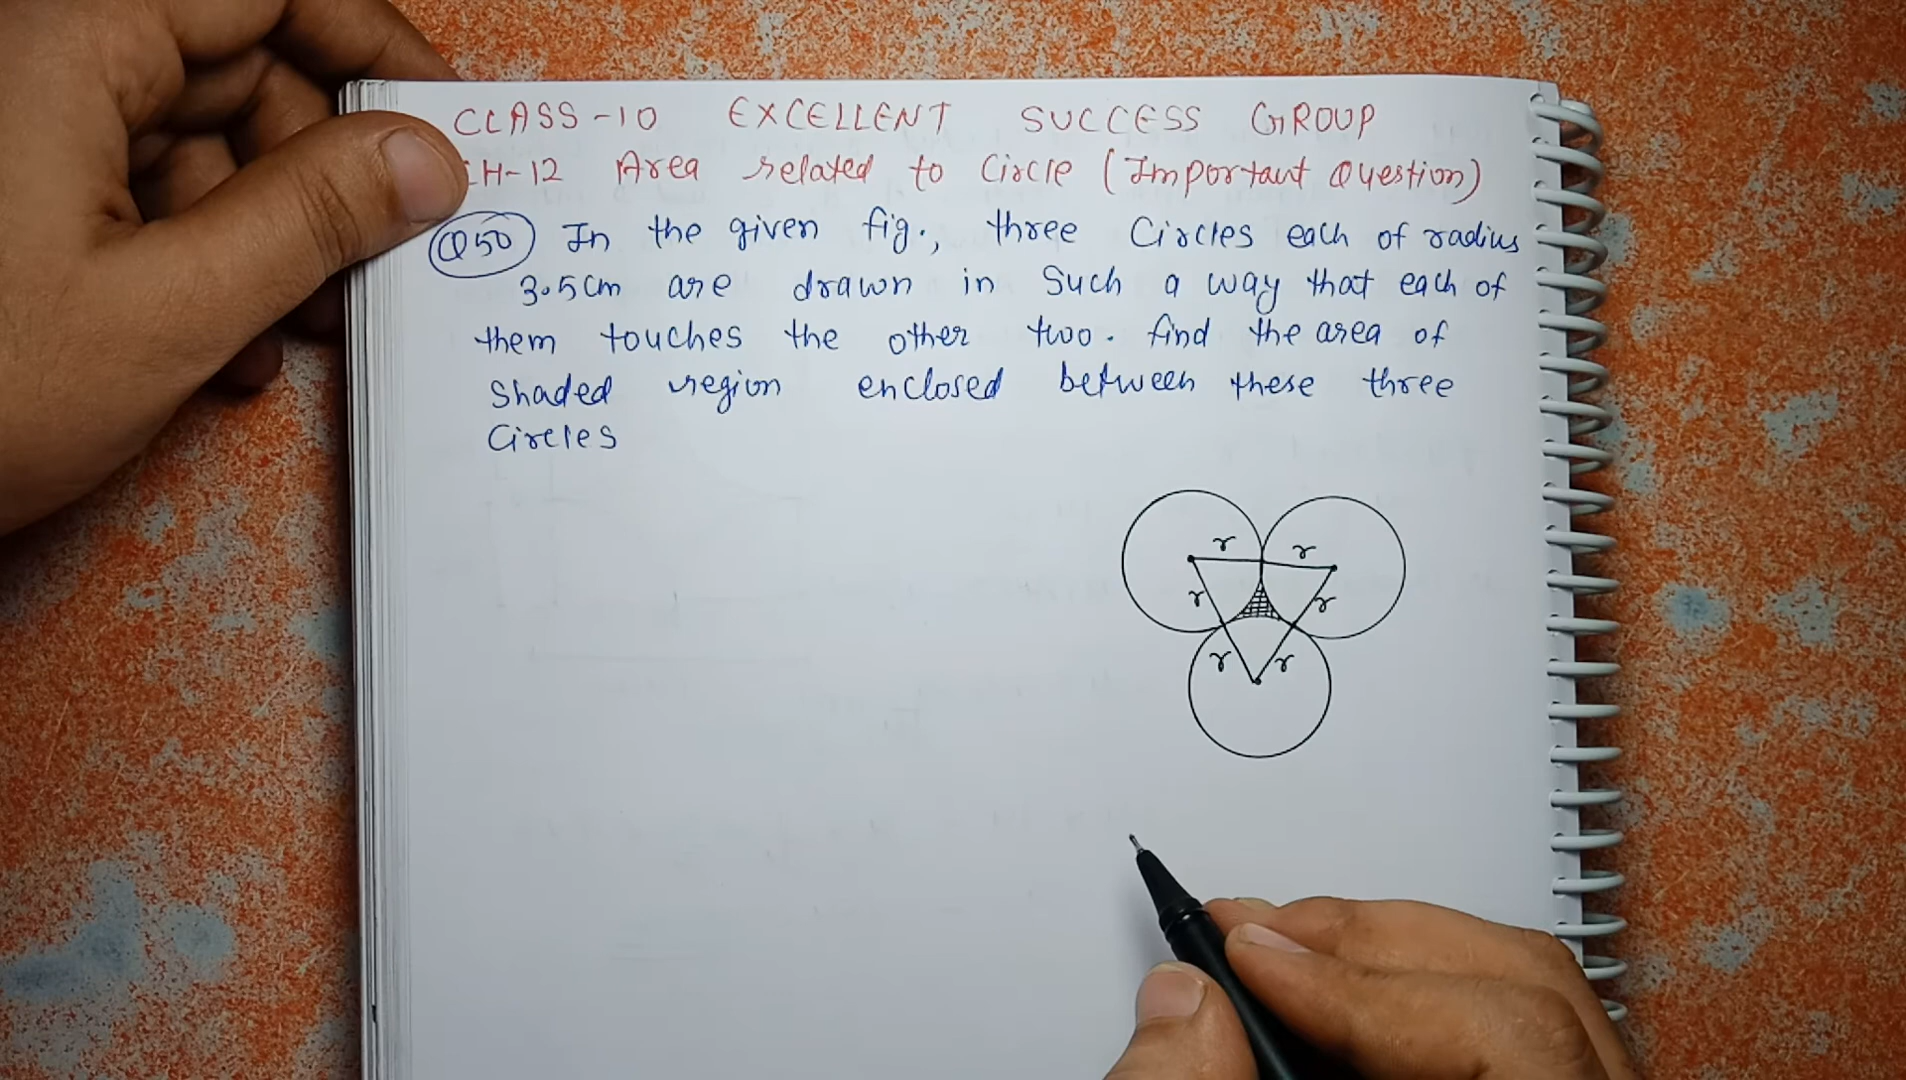 CLASS-10 EXCELLENT SUCCESS GROUP
CH-12 Area related to Circle (Important Question)
Q50 In the given fig., three Circles each of radius
3.5cm are drawn in Such a way that each of
them touches the other two. find the area of
Shaded region enclosed between these three
Circles
r r
r r
r r